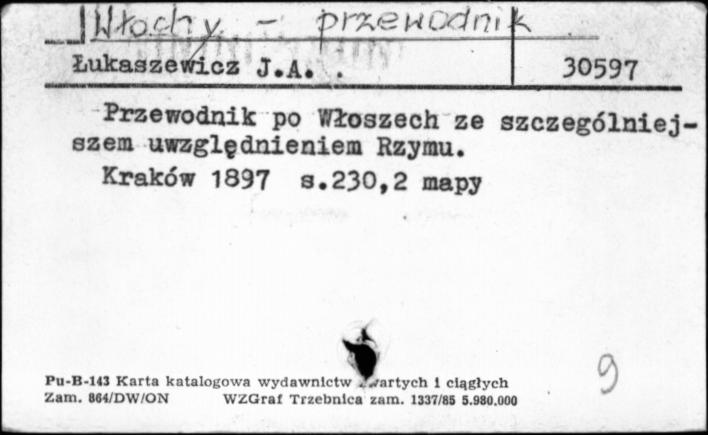 Włochy - przewodnik
Łukaszewicz J.A. . 30597
Przewodnik po Włoszech ze szczególniej-
szem uwzględnieniem Rzymu.
Kraków 1897 s.230,2 mapy
9
Pu-B-143 Karta katalogowa wydawnictw i ciągłych
Zam. 864/DW/ON WZGraf Trzebnica zam. 1337/85 5.980.000